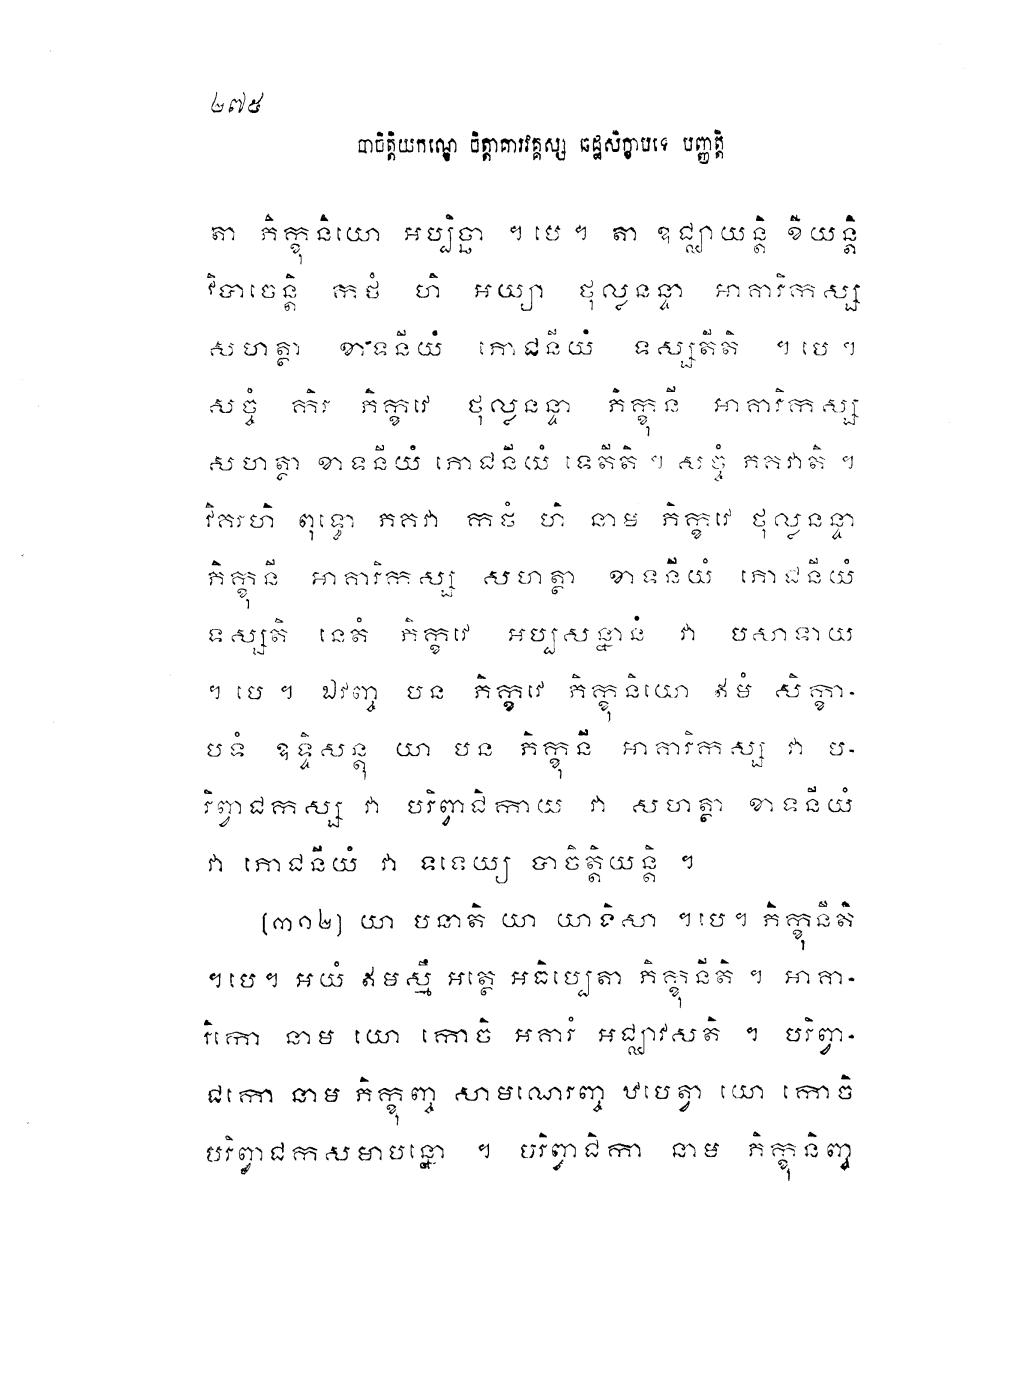 ២៧៥
បាចិត្តិយកណ្ឌេ ចិត្តាគារវគ្គស្ស ឆដ្ឋសិក្ខាបទេ បញ្ញត្តិ
តា ភិក្ខុនិយោ អប្បិច្ឆា ។ បេ។ តា ឧជ្ឈាយន្តិ ខីយន្តិ
វិបាចេន្តិ កថំ ហិ អយ្យា ថុល្លនន្ទា អាគារិកស្ស
សហត្ថា ខាទនីយំ ភោជនីយំ ទស្សតីតិ ។ បេ។
សច្ចំ កិរ ភិក្ខវេ ថុល្លនន្ទា ភិក្ខុនី អាគារិកស្ស
សហត្ថា ខាទនីយំ ភោជនីយំ ទេតីតិ ។ សច្ចំ ភគវាតិ ។
វិគរហិ ពុទ្ធោ ភគវា កថំ ហិ នាម ភិក្ខវេ ថុល្លនន្ទា
ភិក្ខុនី អាគារិកស្ស សហត្ថា ខាទនីយំ ភោជនីយំ
ទស្សតិ នេតំ ភិក្ខវេ អប្បសន្នានំ វា បសាទាយ
។ បេ ។ ឯវញ្ច បន ភិក្ខវេ ភិក្ខុនិយោ ឥមំ សិក្ខា-
បទំ ឧទ្ទិសន្តុ យា បន ភិក្ខុនី អាគារិកស្ស វា ប-
រិព្វាជកស្ស វា បរិព្វាជិកាយ វា សហត្ថា ខាទនីយំ
វា ភោជនីយំ វា ទទេយ្យ បាចិត្តិយន្តិ ។
[៣១២] យា បនាតិ យា យាទិសា ។បេ។ ភិក្ខុនីតិ
។បេ។ អយំ ឥមស្មឹ អត្ថេ អធិប្បេតា ភិក្ខុនីតិ ។ អាគា-
រិកោ នាម យោ កោចិ អគារំ អជ្ឈាវសតិ ។ បរិព្វា-
ជកោ នាម ភិក្ខុញ្ច សាមណេរញ្ច ឋបេត្វា យោ កោចិ
បរិព្វាជកសមាបន្នោ ។ បរិព្វាជិកា នាម ភិក្ខុនិញ្ច